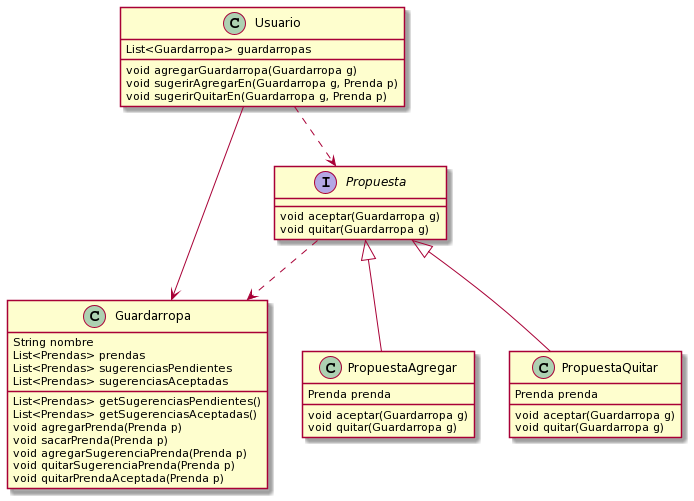 C Usuario
List<Guardarropa> guardarropas
void agregarGuardarropa(Guardarropa g)
void sugerirAgregarEn(Guardarropa g, Prenda p)
void sugerirQuitarEn(Guardarropa g, Prenda p)
I Propuesta
void aceptar(Guardarropa g)
void quitar(Guardarropa g)
C Guardarropa
String nombre
List<Prendas> prendas
List<Prendas> sugerenciasPendientes
List<Prendas> sugerenciasAceptadas
List<Prendas> getSugerenciasPendientes()
List<Prendas> getSugerenciasAceptadas()
void agregarPrenda(Prenda p)
void sacarPrenda(Prenda p)
void agregarSugerenciaPrenda(Prenda p)
void quitarSugerenciaPrenda(Prenda p)
void quitarPrendaAceptada(Prenda p)
C PropuestaAgregar
Prenda prenda
void aceptar(Guardarropa g)
void quitar(Guardarropa g)
C PropuestaQuitar
Prenda prenda
void aceptar(Guardarropa g)
void quitar(Guardarropa g)